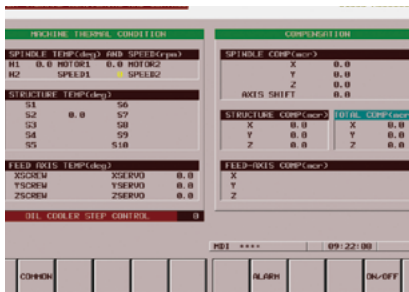 MACHINE THERMAL CONDITION
SPINDLE TEMP(deg) AND SPEED(rpm)
H1 0.0 MOTOR1 0.0 MOTOR2
H2 SPEED1 0 SPEED2
STRUCTURE TEMP(deg)
S1 S6
S2 0.0 S7
S3 S8
S4 S9
S5 S10
FEED AXIS TEMP(deg)
XSCREW XSERVO 0.0
YSCREW YSERVO 0.0
ZSCREW ZSERVO 0.0
OIL COOLER STEP CONTROL 0
COMPENSATION
SPINDLE COMP(mcr)
X 0.0
Y 0.0
Z 0.0
AXIS SHIFT 0.0
STRUCTURE COMP(mcr) TOTAL COMP(mcr)
X 0.0 X 0.0
Y 0.0 Y 0.0
Z 0.0 Z 0.0
FEED-AXIS COMP(mcr)
X
Y
Z
MDI **** 09:22:00
COMMON ALARM ON/OFF